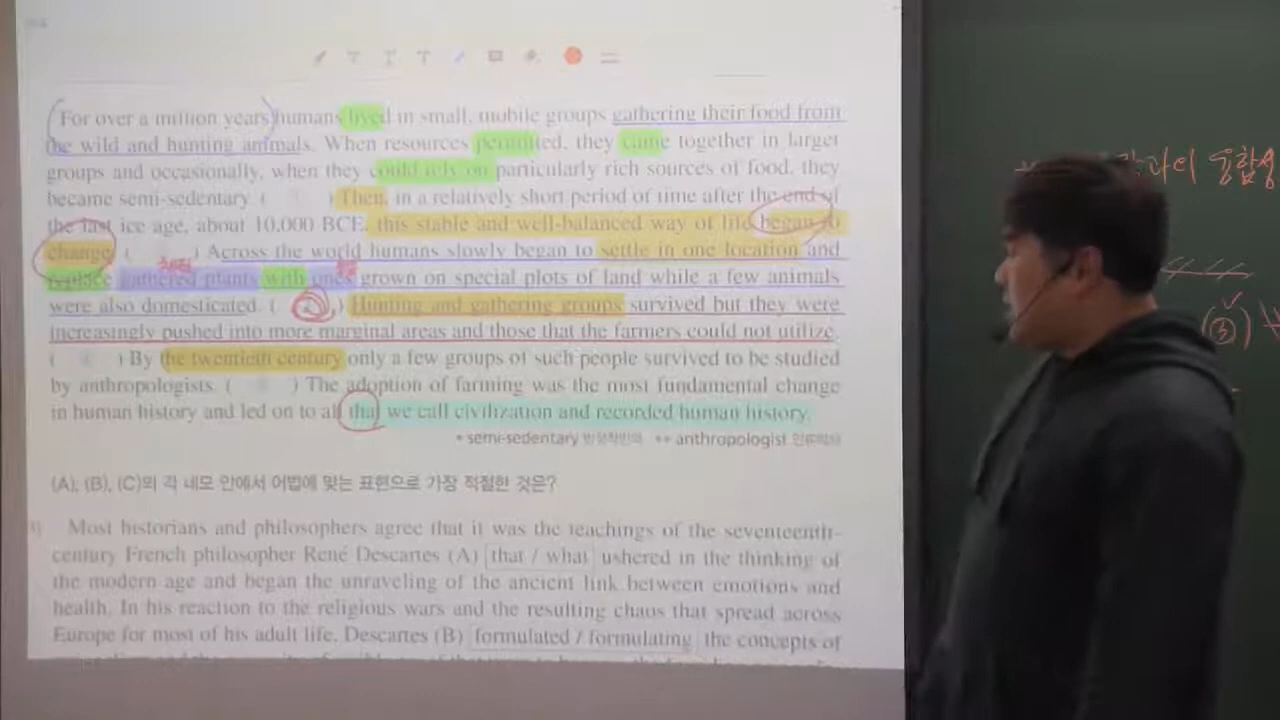 (For over a million years) humans lived in small, mobile groups gathering their food from
the wild and hunting animals. When resources permitted, they came together in larger
groups and occasionally, when they could rely on particularly rich sources of food, they
became semi-sedentary. ( ) Then, in a relatively short period of time after the end of
the last ice age, about 10,000 BCE, this stable and well-balanced way of life began to
change. ( ) Across the world humans slowly began to settle in one location and
replace gathered plants with ones grown on special plots of land while a few animals
were also domesticated. ( ) Hunting and gathering groups survived but they were
increasingly pushed into more marginal areas and those that the farmers could not utilize.
( ) By the twentieth century only a few groups of such people survived to be studied
by anthropologists. ( ) The adoption of farming was the most fundamental change
in human history and led on to all that we call civilization and recorded human history.
* semi-sedentary ** anthropologist 인류학자
(A), (B), (C)의 각 네모 안에서 어법에 맞는 표현으로 가장 적절한 것은?
Most historians and philosophers agree that it was the teachings of the seventeenth-
century French philosopher René Descartes (A) that / what ushered in the thinking of
the modern age and began the unraveling of the ancient link between emotions and
health. In his reaction to the religious wars and the resulting chaos that spread across
Europe for most of his adult life, Descartes (B) formulated / formulating the concepts of
③